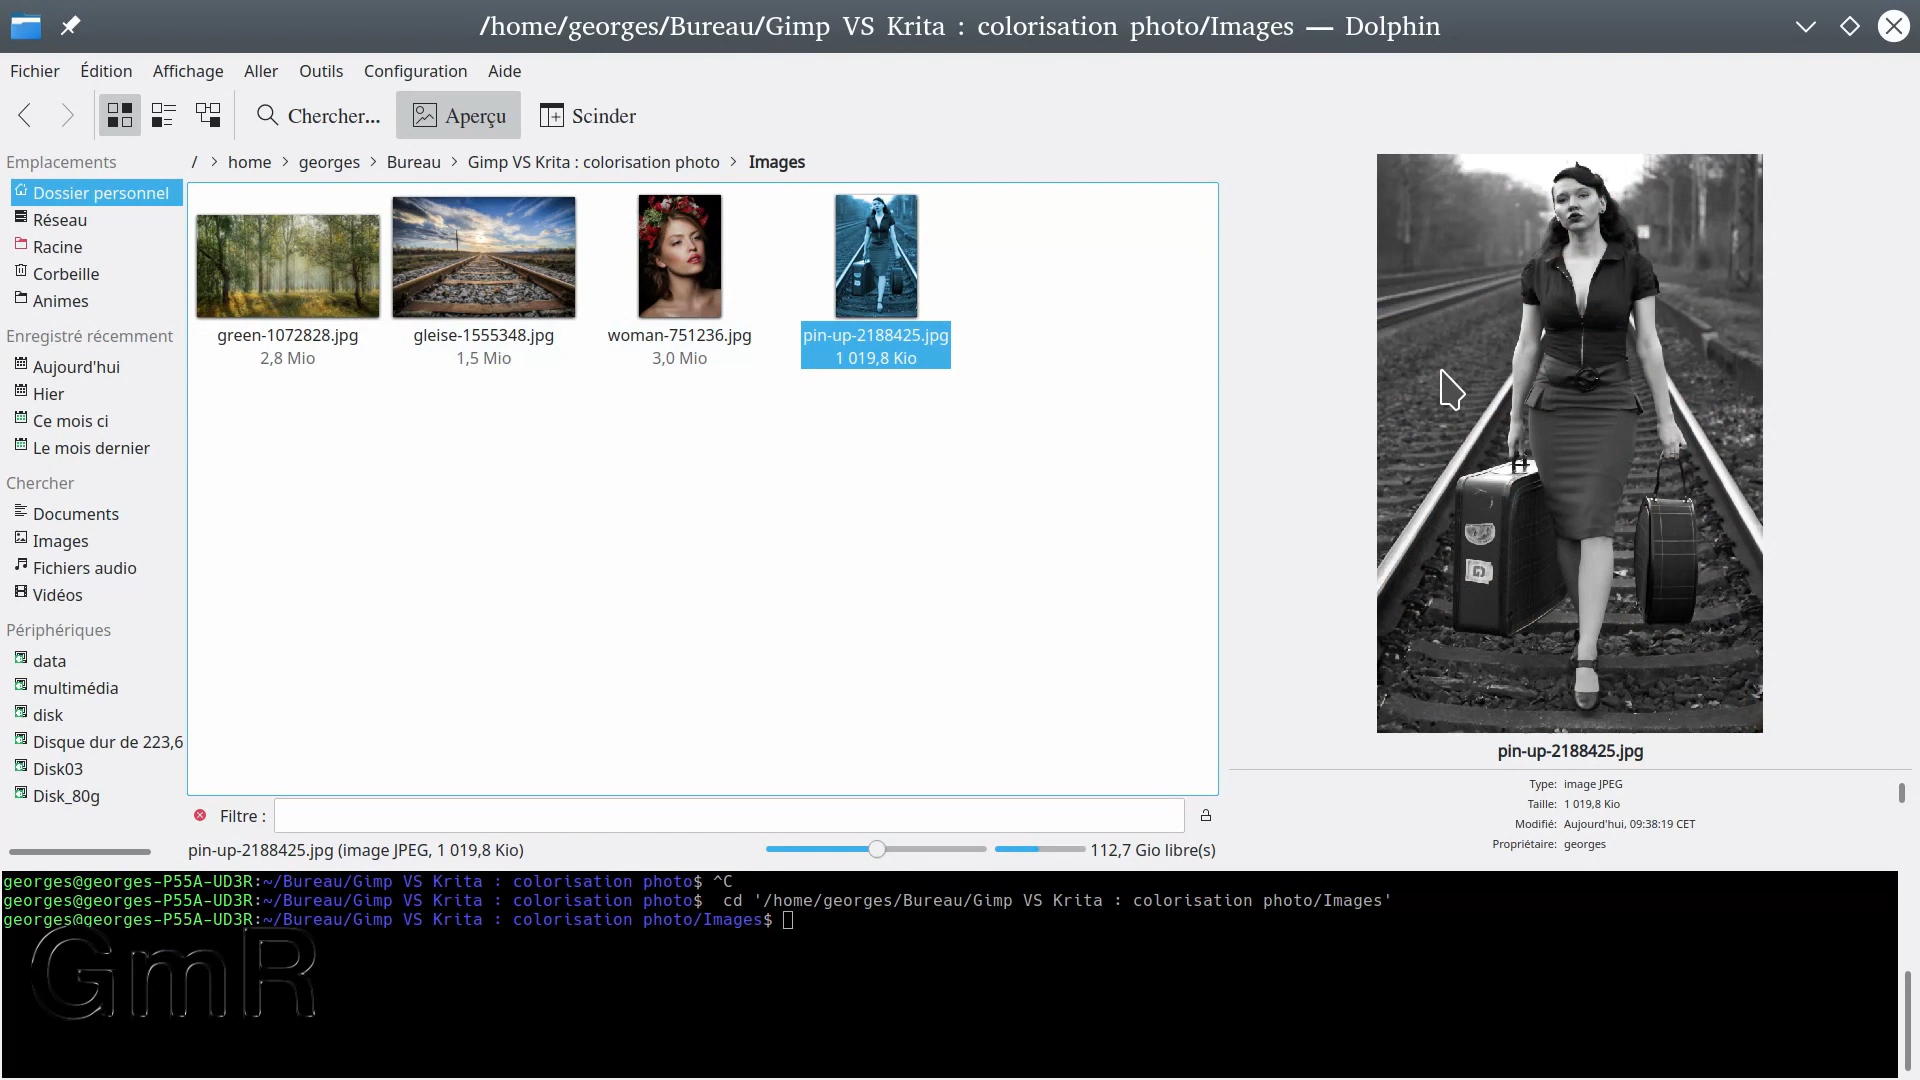 /home/georges/Bureau/Gimp VS Krita : colorisation photo/Images — Dolphin
Fichier Édition Affichage Aller Outils Configuration Aide
Chercher... Aperçu Scinder
Emplacements
Dossier personnel
Réseau
Racine
Corbeille
Animes
Enregistré récemment
Aujourd'hui
Hier
Ce mois ci
Le mois dernier
Chercher
Documents
Images
Fichiers audio
Vidéos
Périphériques
data
multimédia
disk
Disque dur de 223,6
Disk03
Disk_80g
/ > home > georges > Bureau > Gimp VS Krita : colorisation photo > Images
green-1072828.jpg
2,8 Mio
gleise-1555348.jpg
1,5 Mio
woman-751236.jpg
3,0 Mio
pin-up-2188425.jpg
1 019,8 Kio
Filtre :
pin-up-2188425.jpg (image JPEG, 1 019,8 Kio)
112,7 Gio libre(s)
pin-up-2188425.jpg
Type: image JPEG
Taille: 1 019,8 Kio
Modifié: Aujourd'hui, 09:38:19 CET
Propriétaire: georges
georges@georges-P55A-UD3R:~/Bureau/Gimp VS Krita : colorisation photo$ ^C
georges@georges-P55A-UD3R:~/Bureau/Gimp VS Krita : colorisation photo$  cd '/home/georges/Bureau/Gimp VS Krita : colorisation photo/Images'
georges@georges-P55A-UD3R:~/Bureau/Gimp VS Krita : colorisation photo/Images$
GmR